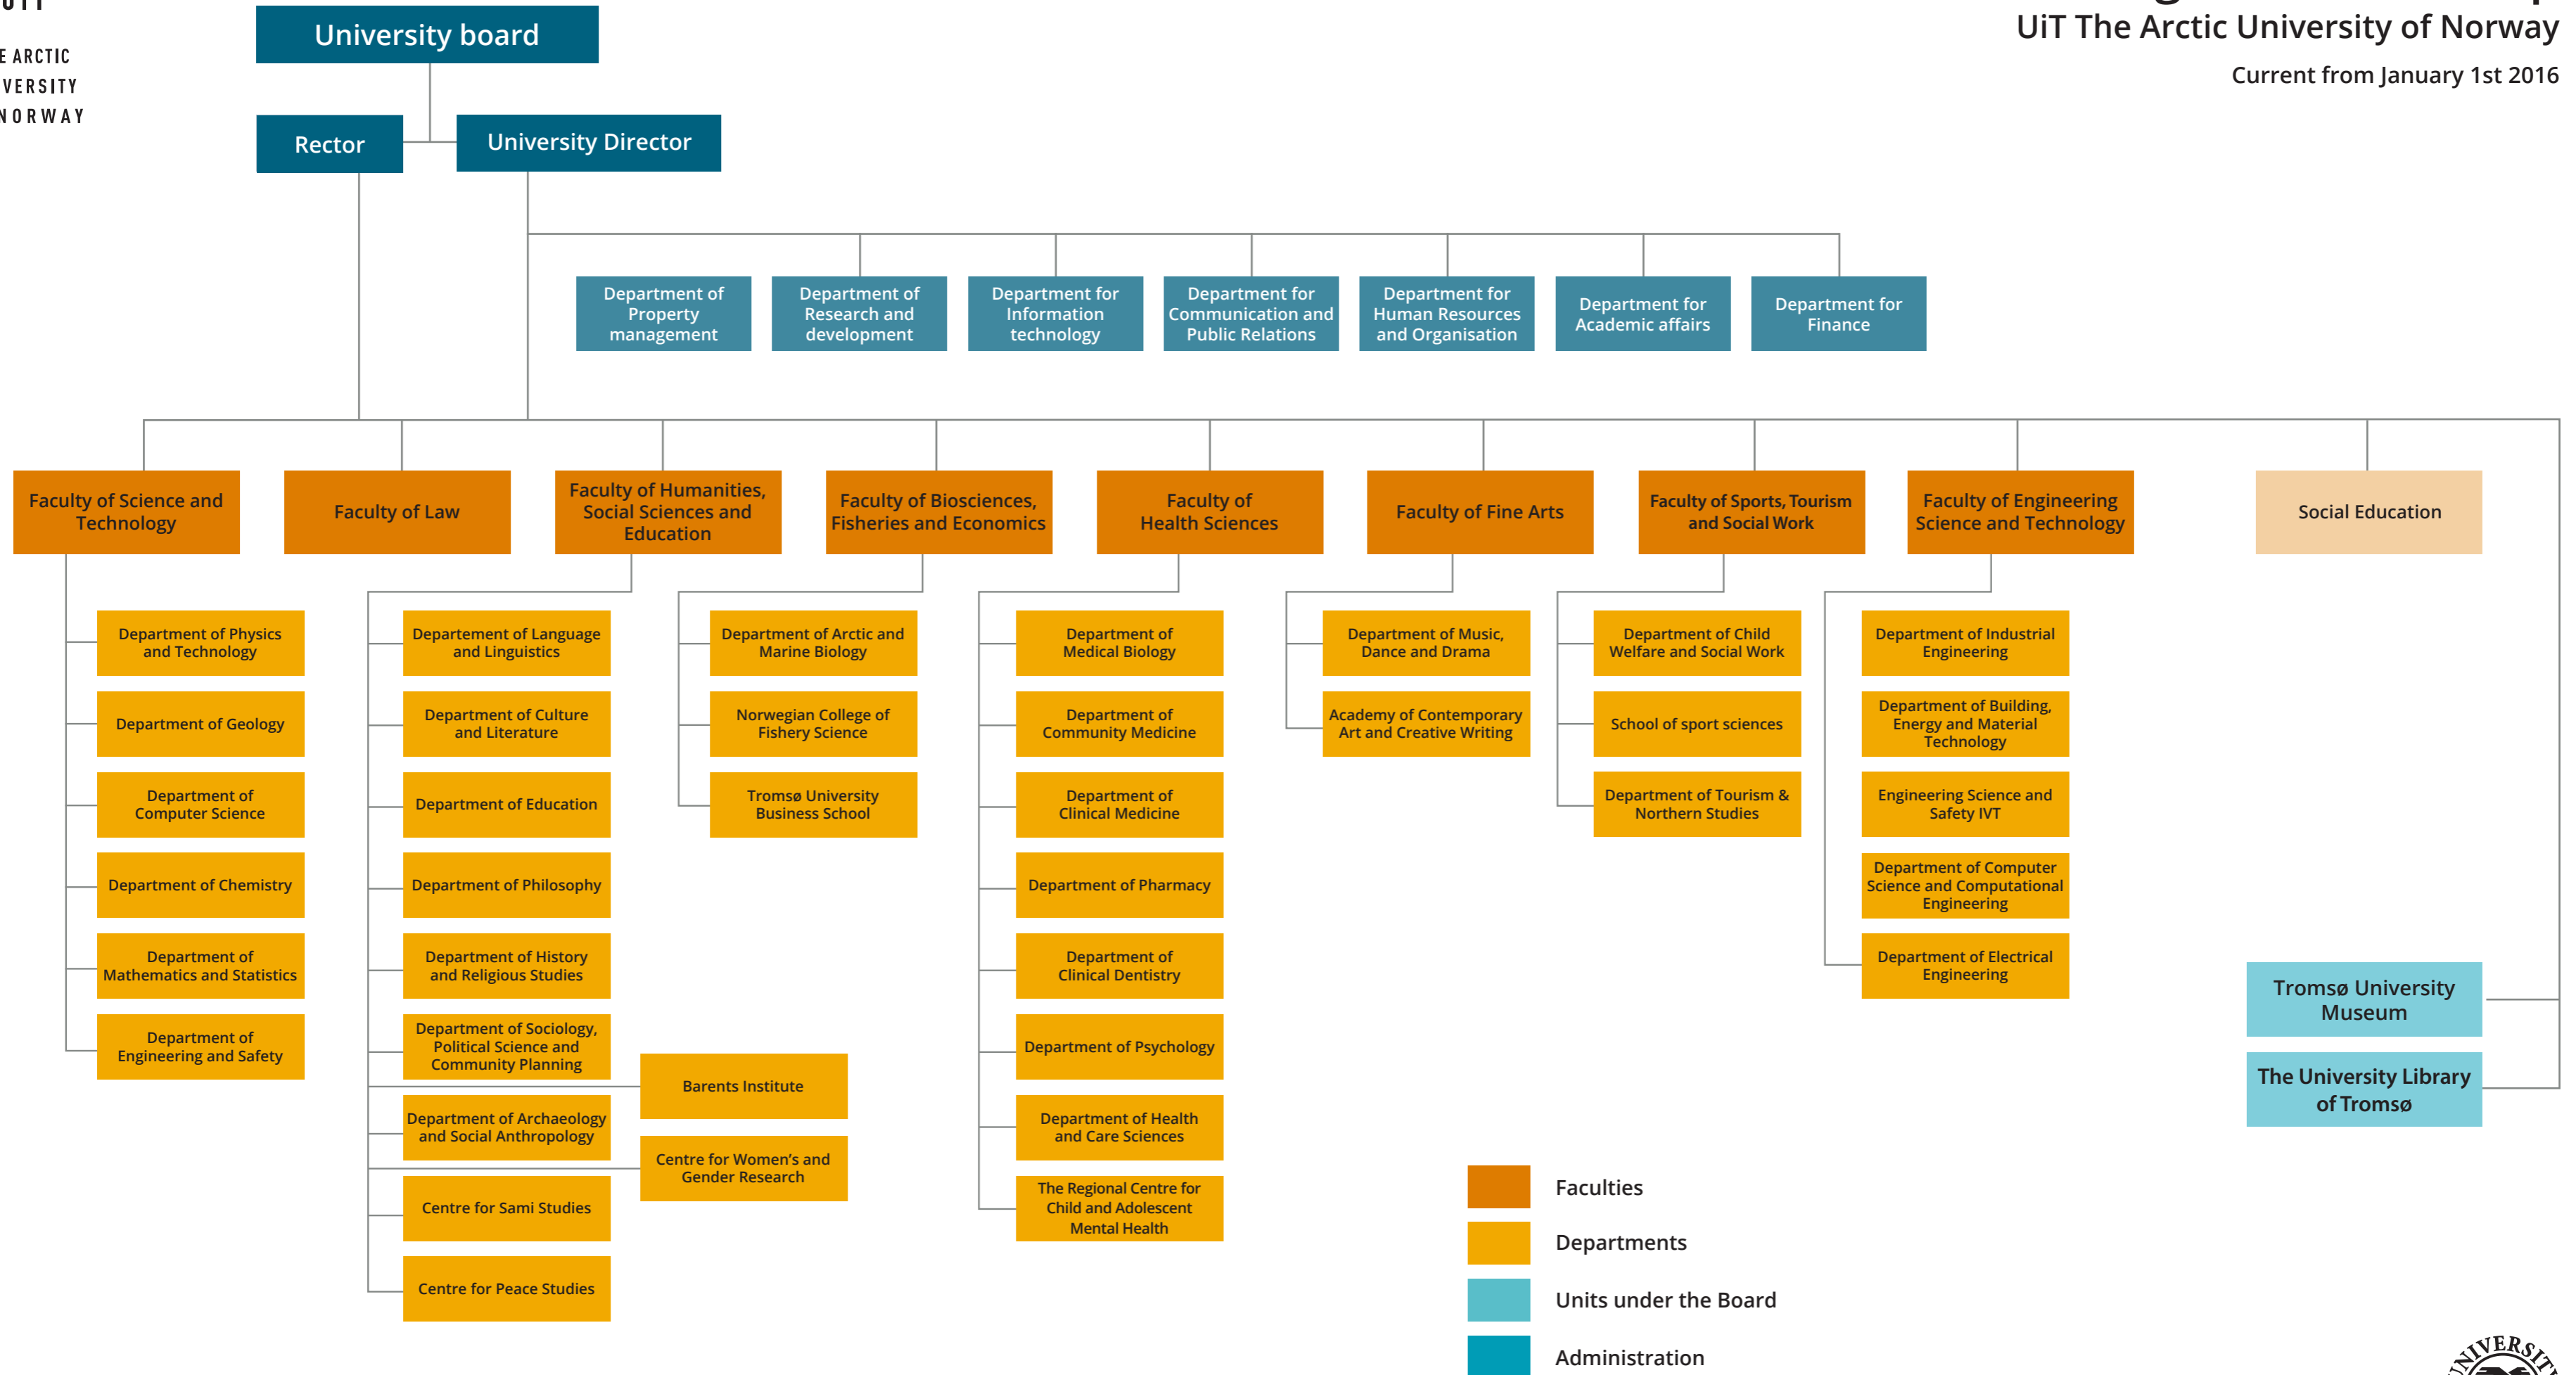 E ARCTIC
VERSITY
NORWAY
UiT The Arctic University of Norway
Current from January 1st 2016
University board
Rector
University Director
Department of
Property
management
Department of
Research and
development
Department for
Information
technology
Department for
Communication and
Public Relations
Department for
Human Resources
and Organisation
Department for
Academic affairs
Department for
Finance
Faculty of Science and
Technology
Faculty of Law
Faculty of Humanities,
Social Sciences and
Education
Faculty of Biosciences,
Fisheries and Economics
Faculty of
Health Sciences
Faculty of Fine Arts
Faculty of Sports, Tourism
and Social Work
Faculty of Engineering
Science and Technology
Social Education
Department of Physics
and Technology
Department of Geology
Department of
Computer Science
Department of Chemistry
Department of
Mathematics and Statistics
Department of
Engineering and Safety
Departement of Language
and Linguistics
Department of Culture
and Literature
Department of Education
Department of Philosophy
Department of History
and Religious Studies
Department of Sociology,
Political Science and
Community Planning
Barents Institute
Department of Archaeology
and Social Anthropology
Centre for Women's and
Gender Research
Centre for Sami Studies
Centre for Peace Studies
Department of Arctic and
Marine Biology
Norwegian College of
Fishery Science
Tromsø University
Business School
Department of
Medical Biology
Department of
Community Medicine
Department of
Clinical Medicine
Department of Pharmacy
Department of
Clinical Dentistry
Department of Psychology
Department of Health
and Care Sciences
The Regional Centre for
Child and Adolescent
Mental Health
Department of Music,
Dance and Drama
Academy of Contemporary
Art and Creative Writing
Department of Child
Welfare and Social Work
School of sport sciences
Department of Tourism &
Northern Studies
Department of Industrial
Engineering
Department of Building,
Energy and Material
Technology
Engineering Science and
Safety IVT
Department of Computer
Science and Computational
Engineering
Department of Electrical
Engineering
Tromsø University
Museum
The University Library
of Tromsø
Faculties
Departments
Units under the Board
Administration
UNIVERSITY